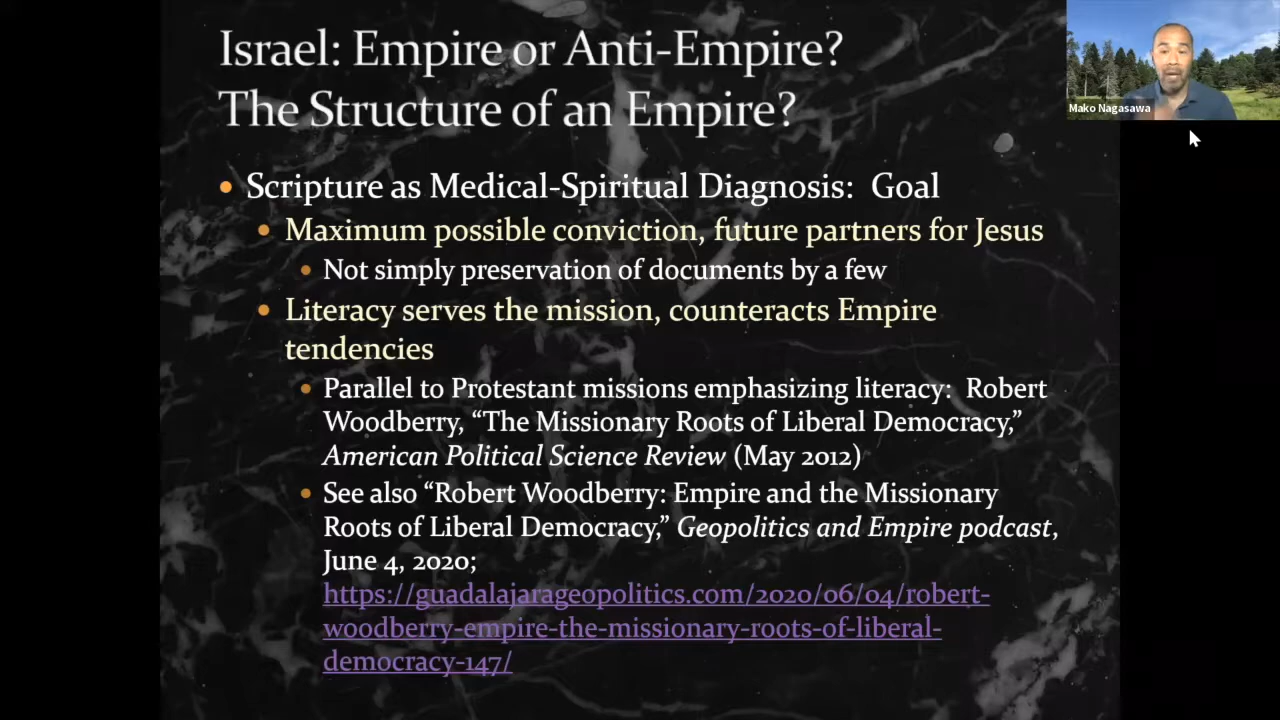 Israel: Empire or Anti-Empire?
The Structure of an Empire?
Mako Nagasawa
Scripture as Medical-Spiritual Diagnosis: Goal
Maximum possible conviction, future partners for Jesus
Not simply preservation of documents by a few
Literacy serves the mission, counteracts Empire
tendencies
Parallel to Protestant missions emphasizing literacy: Robert
Woodberry, “The Missionary Roots of Liberal Democracy,”
American Political Science Review (May 2012)
See also “Robert Woodberry: Empire and the Missionary
Roots of Liberal Democracy,” Geopolitics and Empire podcast,
June 4, 2020;
https://guadalajarageopolitics.com/2020/06/04/robert-
woodberry-empire-the-missionary-roots-of-liberal-
democracy-147/